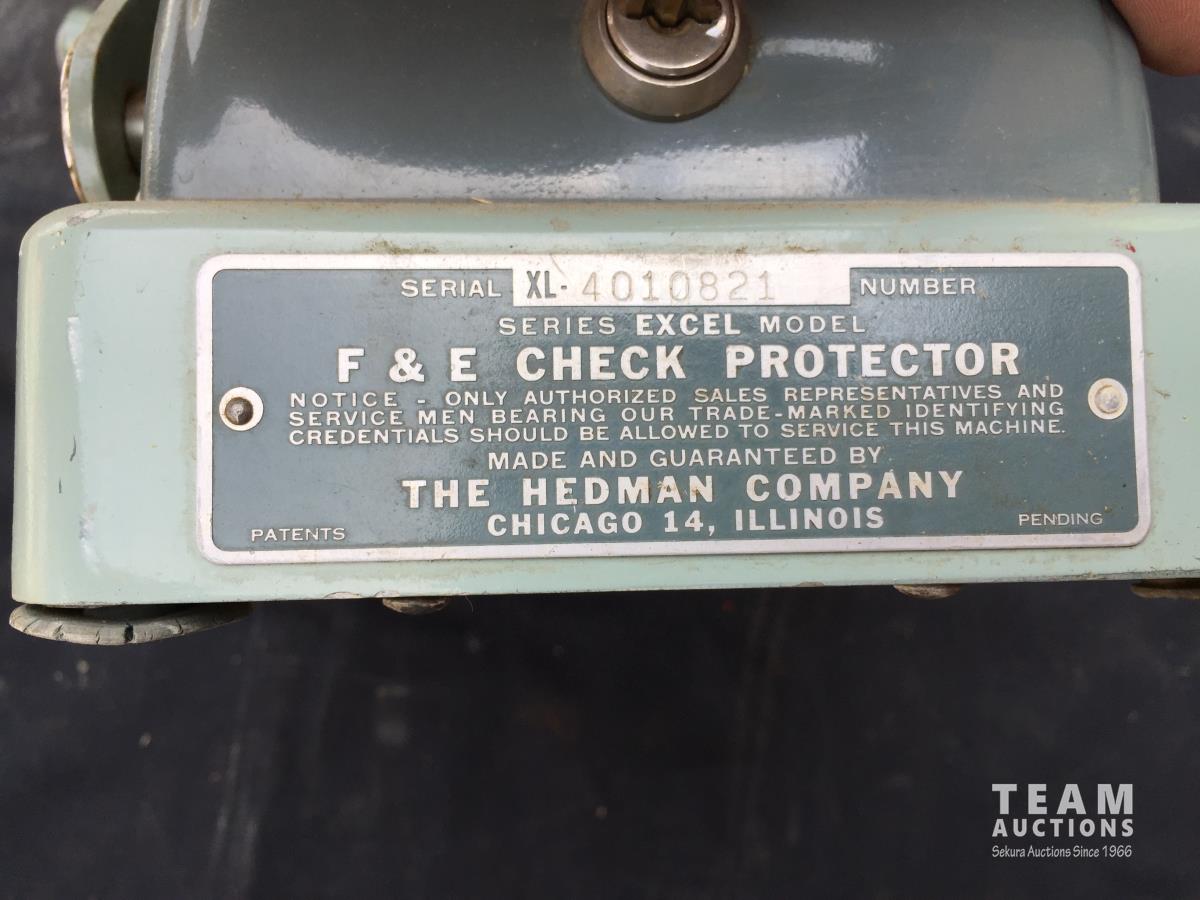 SERIAL XL- 4010821 NUMBER
SERIES EXCEL MODEL
F & E CHECK PROTECTOR
NOTICE - ONLY AUTHORIZED SALES REPRESENTATIVES AND
SERVICE MEN BEARING OUR TRADE-MARKED IDENTIFYING
CREDENTIALS SHOULD BE ALLOWED TO SERVICE THIS MACHINE.
MADE AND GUARANTEED BY
THE HEDMAN COMPANY
CHICAGO 14, ILLINOIS
PATENTS PENDING
TEAM
AUCTIONS
Sekura Auctions Since 1966